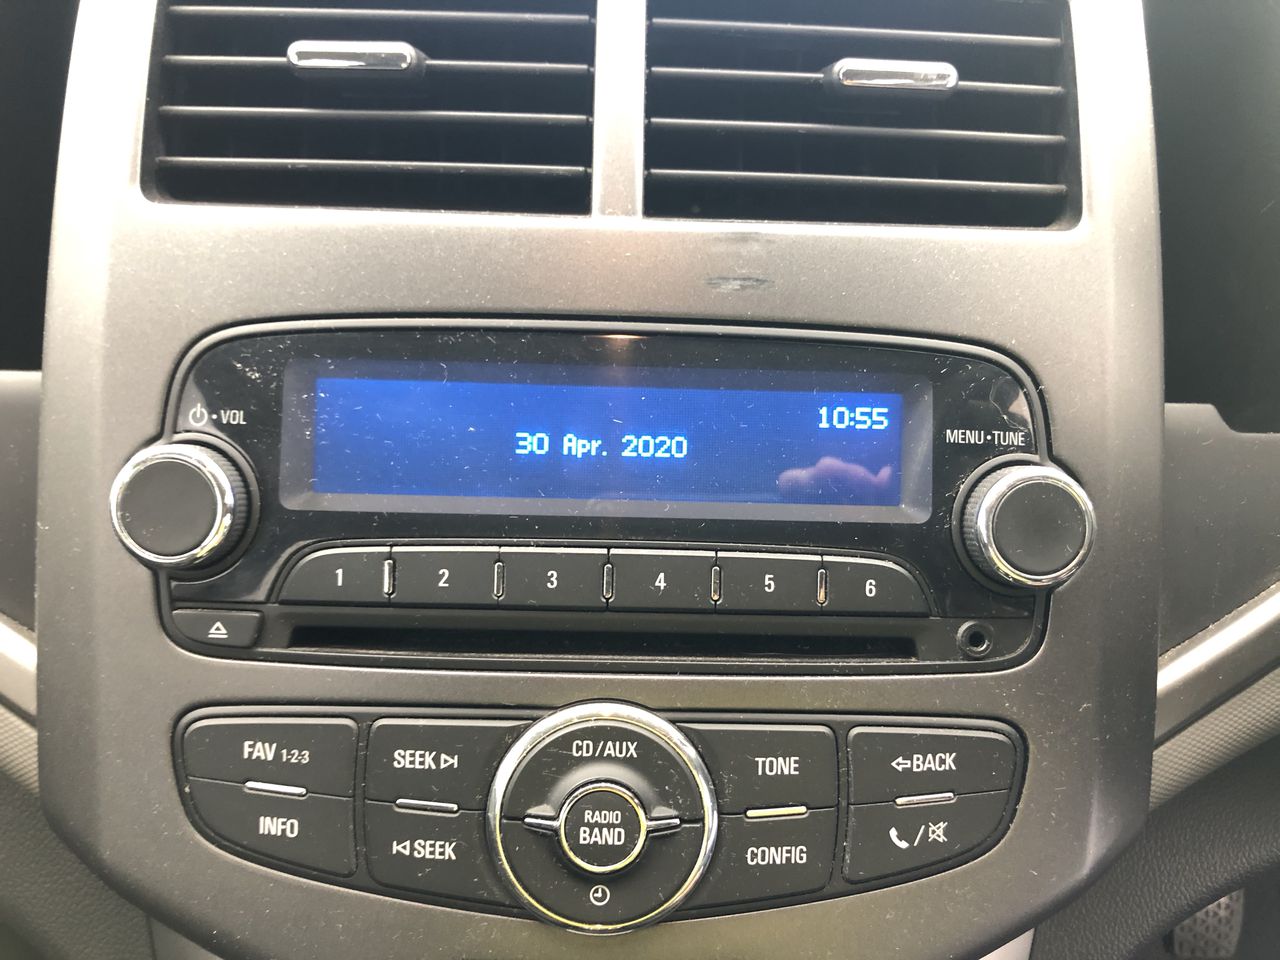 VOL
10:55
30 Apr. 2020
MENU•TUNE
1 2 3 4 5 6
FAV 1-2-3
SEEK
CD/AUX
TONE
BACK
RADIO
BAND
INFO
SEEK
CONFIG
/